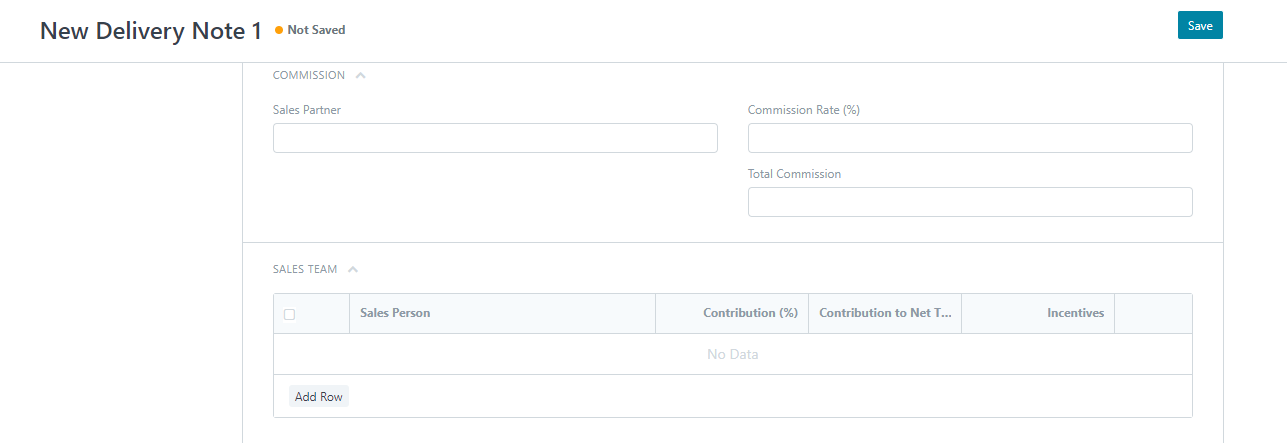 New Delivery Note 1 Not Saved Save
COMMISSION
Sales Partner Commission Rate (%)
Total Commission
SALES TEAM
Sales Person Contribution (%) Contribution to Net T... Incentives
No Data
Add Row